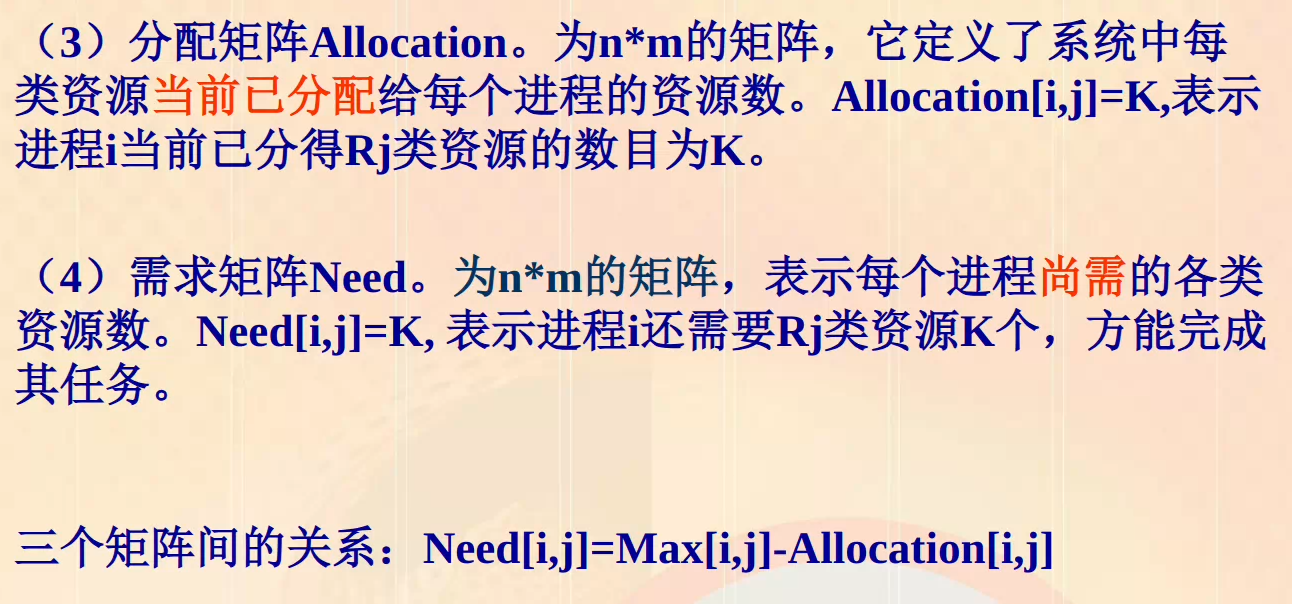 （3）分配矩阵Allocation。为n*m的矩阵，它定义了系统中每
类资源当前已分配给每个进程的资源数。Allocation[i,j]=K,表示
进程i当前已分得Rj类资源的数目为K。
（4）需求矩阵Need。为n*m的矩阵，表示每个进程尚需的各类
资源数。Need[i,j]=K, 表示进程i还需要Rj类资源K个，方能完成
其任务。
三个矩阵间的关系：Need[i,j]=Max[i,j]-Allocation[i,j]